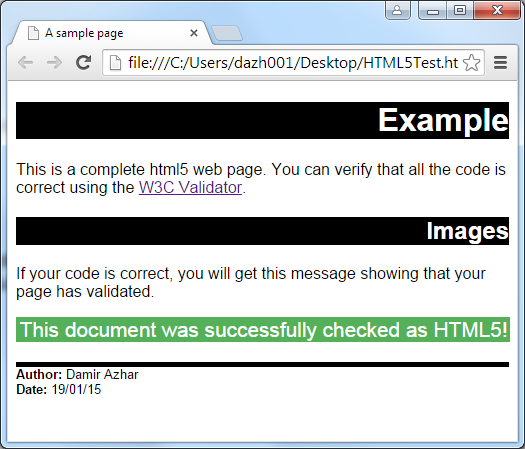 A sample page
file:///C:/Users/dazh001/Desktop/HTML5Test.ht
Example
This is a complete html5 web page. You can verify that all the code is
correct using the W3C Validator.
Images
If your code is correct, you will get this message showing that your
page has validated.
This document was successfully checked as HTML5!
Author: Damir Azhar
Date: 19/01/15